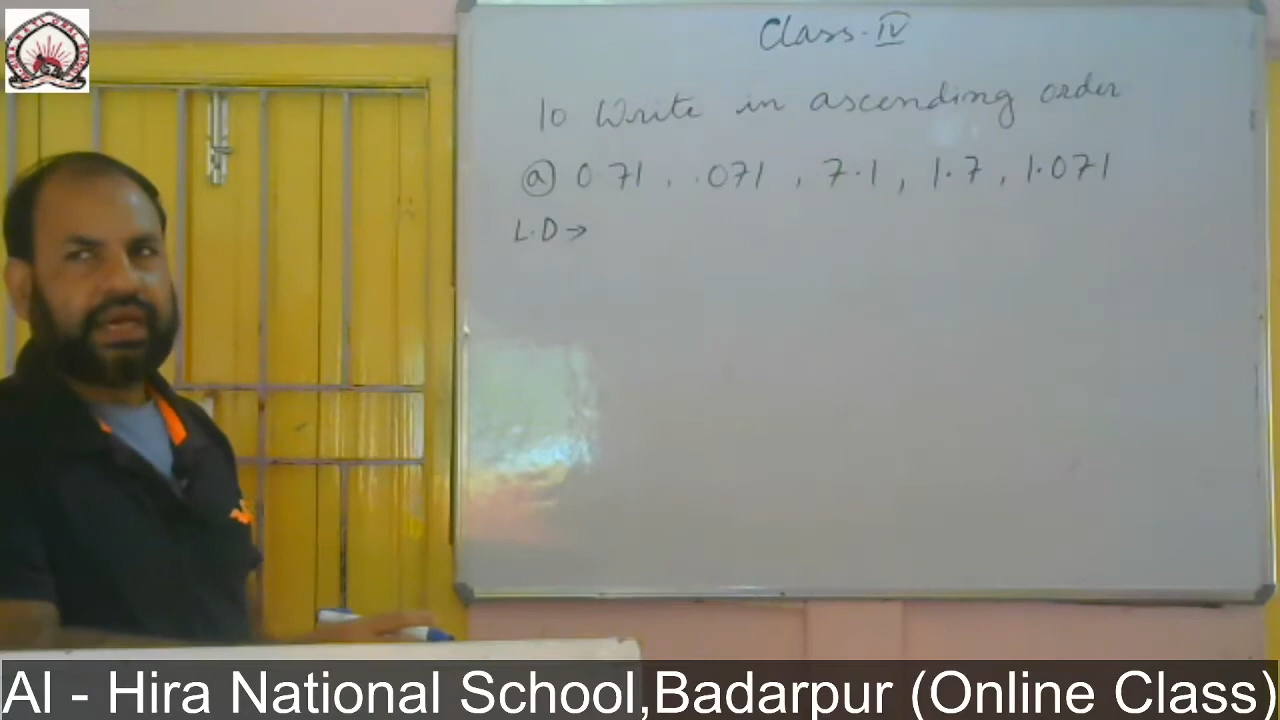 Class-IV
10 Write in ascending order
(a) 0.71, .071, 7.1, 1.7, 1.071
L.D→
Al - Hira National School,Badarpur (Online Class)